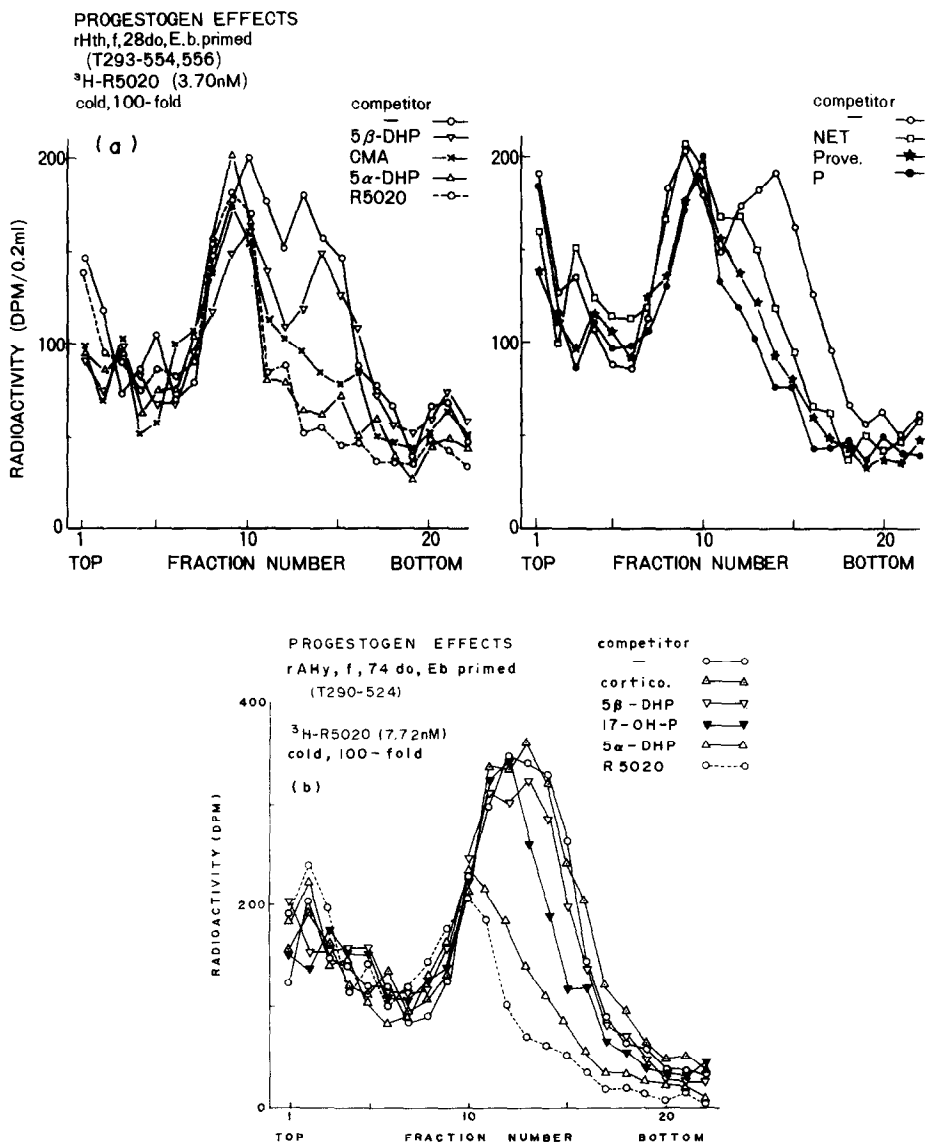 PROGESTOGEN EFFECTS
rHth, f, 28do, E.b. primed
(T293-554,556)
³H-R5020 (3.70nM)
cold, 100-fold
(a)
competitor
—
5β-DHP
CMA
5α-DHP
R5020
competitor
—
NET
Prove.
P
RADIOACTIVITY (DPM/0.2ml)
200
100
0
1
10
20
TOP
FRACTION NUMBER
BOTTOM
200
100
0
1
10
20
TOP
FRACTION NUMBER
BOTTOM
PROGESTOGEN EFFECTS
rAHy, f, 74 do, Eb primed
(T290-524)
³H-R5020 (7.72nM)
cold, 100-fold
(b)
competitor
—
cortico.
5β-DHP
17-OH-P
5α-DHP
R5020
RADIOACTIVITY (DPM)
400
200
0
1
10
20
TOP
FRACTION NUMBER
BOTTOM